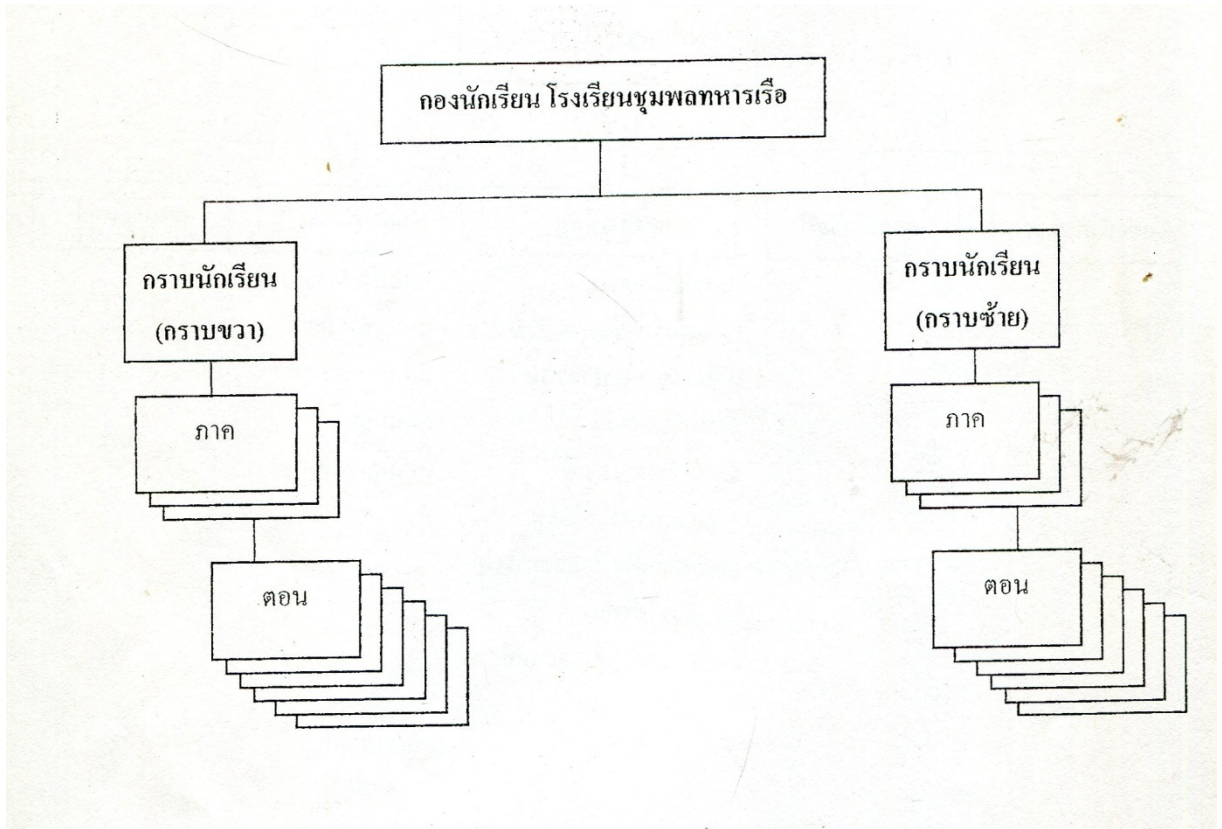 กองนักเรียน โรงเรียนชุมพลทหารเรือ
กราบนักเรียน
(กราบขวา)
กราบนักเรียน
(กราบซ้าย)
ภาค
ภาค
ตอน
ตอน